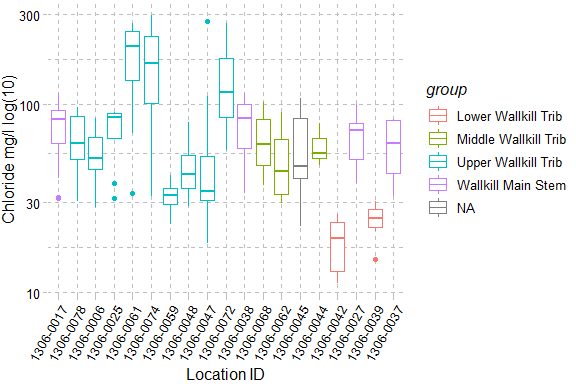 300
100
30
10
Chloride mg/l log(10)
1306-0017
1306-0078
1306-0006
1306-0025
1306-0061
1306-0074
1306-0059
1306-0048
1306-0047
1306-0072
1306-0038
1306-0068
1306-0062
1306-0045
1306-0044
1306-0042
1306-0027
1306-0039
1306-0037
Location ID
group
Lower Wallkill Trib
Middle Wallkill Trib
Upper Wallkill Trib
Wallkill Main Stem
NA